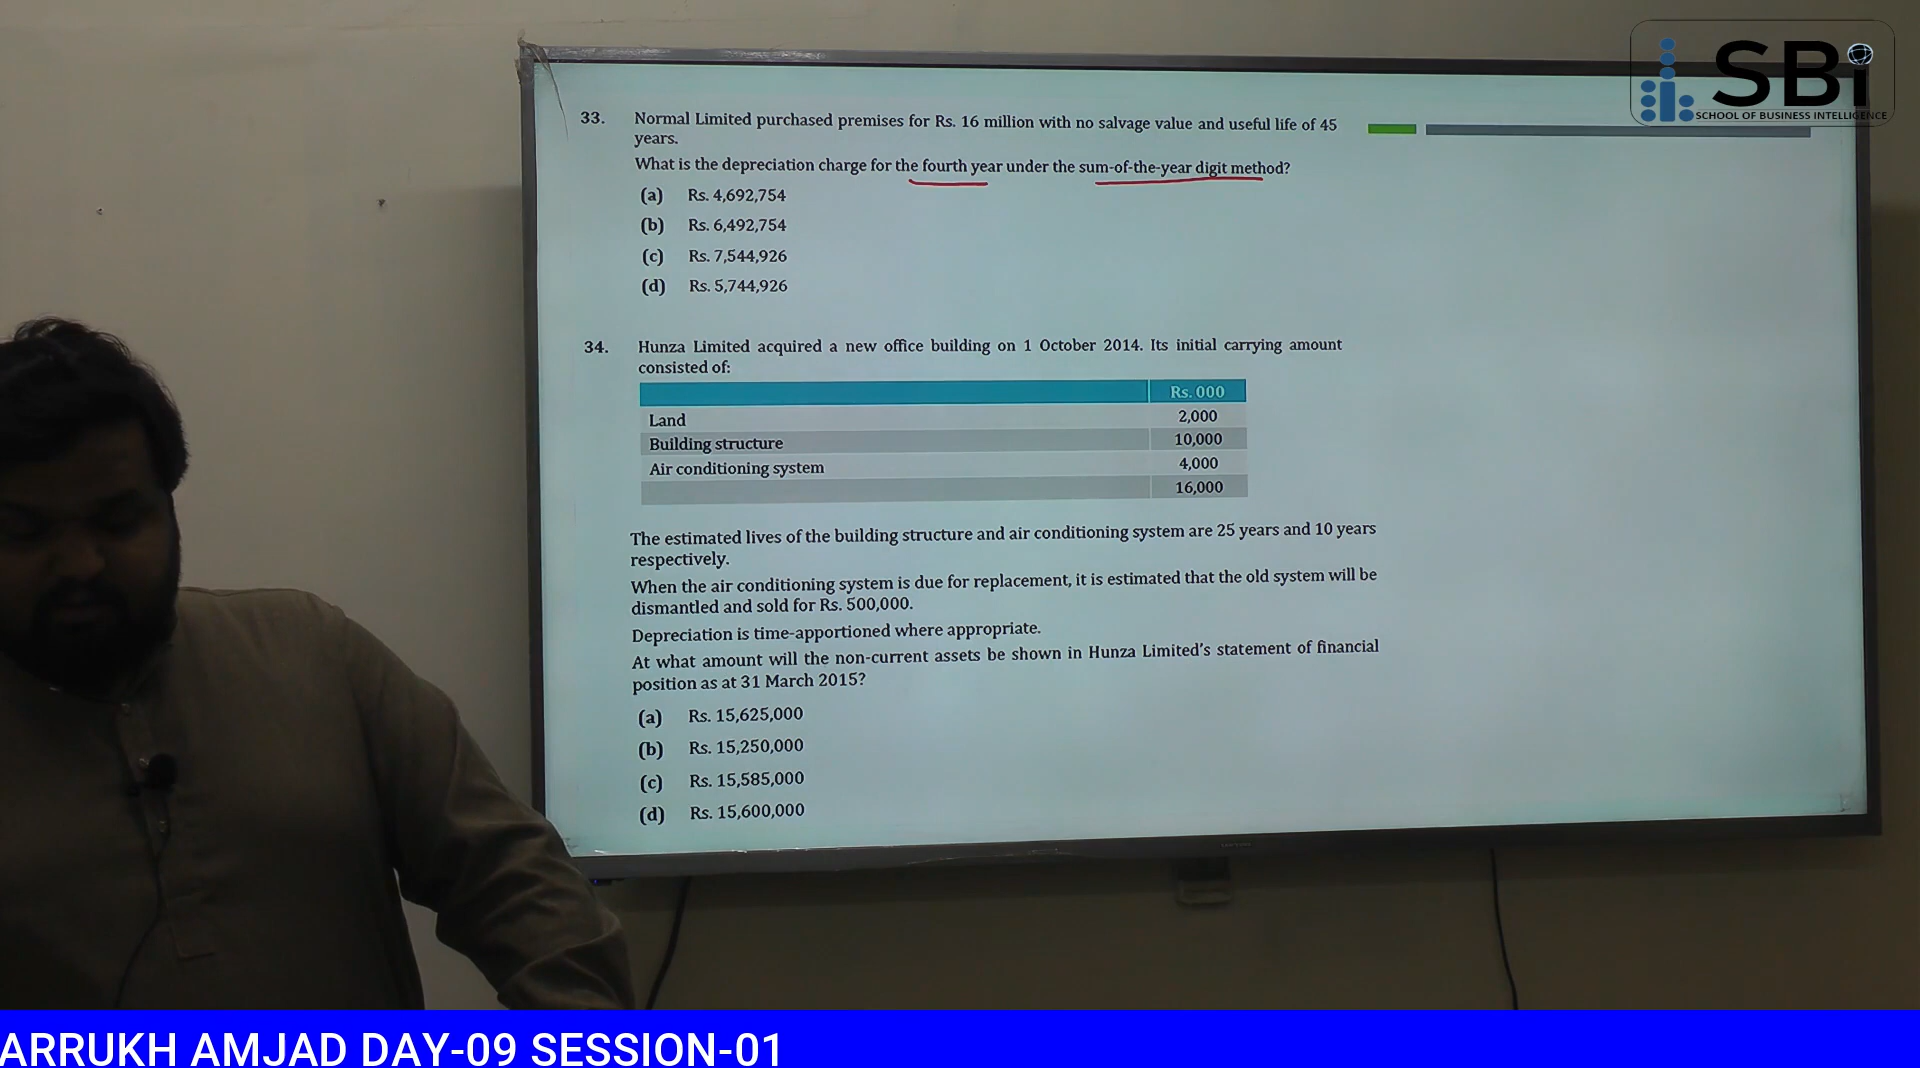 SBi
SCHOOL OF BUSINESS INTELLIGENCE
33. Normal Limited purchased premises for Rs. 16 million with no salvage value and useful life of 45
years.
What is the depreciation charge for the fourth year under the sum-of-the-year digit method?
(a) Rs. 4,692,754
(b) Rs. 6,492,754
(c) Rs. 7,544,926
(d) Rs. 5,744,926
34. Hunza Limited acquired a new office building on 1 October 2014. Its initial carrying amount
consisted of:
Rs. 000
Land 2,000
Building structure 10,000
Air conditioning system 4,000
16,000
The estimated lives of the building structure and air conditioning system are 25 years and 10 years
respectively.
When the air conditioning system is due for replacement, it is estimated that the old system will be
dismantled and sold for Rs. 500,000.
Depreciation is time-apportioned where appropriate.
At what amount will the non-current assets be shown in Hunza Limited's statement of financial
position as at 31 March 2015?
(a) Rs. 15,625,000
(b) Rs. 15,250,000
(c) Rs. 15,585,000
(d) Rs. 15,600,000
ARRUKH AMJAD DAY-09 SESSION-01